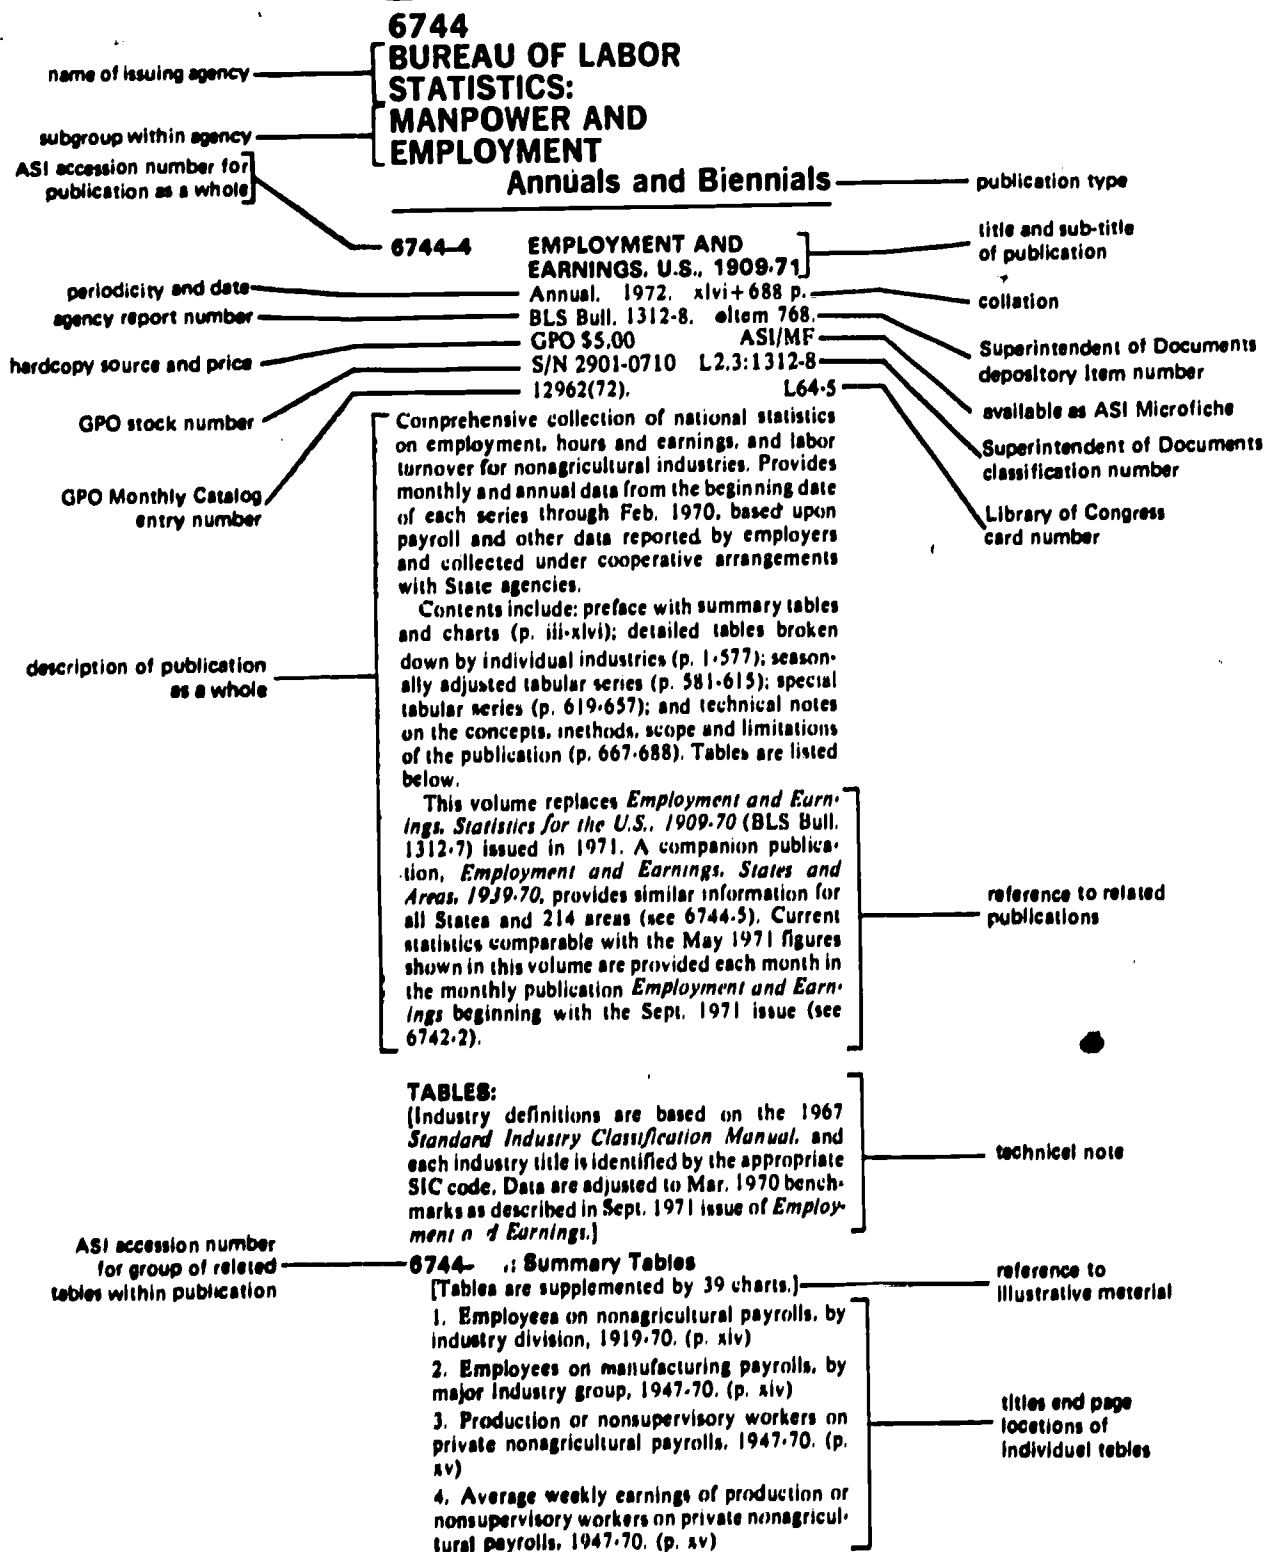 6744
BUREAU OF LABOR
STATISTICS:
MANPOWER AND
EMPLOYMENT
Annuals and Biennials
name of issuing agency
subgroup within agency
ASI accession number for
publication as a whole
publication type
6744-4 EMPLOYMENT AND
EARNINGS, U.S., 1909-71
title and sub-title
of publication
periodicity and date
Annual. 1972. xlvi+688 p.
collation
agency report number
BLS Bull. 1312-8. •Item 768.
Superintendent of Documents
depository item number
hardcopy source and price
GPO $5.00 ASI/MF
available as ASI Microfiche
GPO stock number
S/N 2901-0710 L2.3:1312-8
Superintendent of Documents
classification number
GPO Monthly Catalog
entry number
12962(72). L64-5
Library of Congress
card number
description of publication
as a whole
Comprehensive collection of national statistics
on employment, hours and earnings, and labor
turnover for nonagricultural industries. Provides
monthly and annual data from the beginning date
of each series through Feb. 1970, based upon
payroll and other data reported by employers
and collected under cooperative arrangements
with State agencies.
Contents include: preface with summary tables
and charts (p. iii-xlvi); detailed tables broken
down by individual industries (p. 1-577); season-
ally adjusted tabular series (p. 581-615); special
tabular series (p. 619-657); and technical notes
on the concepts, methods, scope and limitations
of the publication (p. 667-688). Tables are listed
below.
This volume replaces Employment and Earn-
ings, Statistics for the U.S., 1909-70 (BLS Bull.
1312-7) issued in 1971. A companion publica-
tion, Employment and Earnings, States and
Areas, 1939-70, provides similar information for
all States and 214 areas (see 6744-5). Current
statistics comparable with the May 1971 figures
shown in this volume are provided each month in
the monthly publication Employment and Earn-
ings beginning with the Sept. 1971 issue (see
6742-2).
reference to related
publications
TABLES:
[Industry definitions are based on the 1967
Standard Industry Classification Manual, and
each industry title is identified by the appropriate
SIC code. Data are adjusted to Mar. 1970 bench-
marks as described in Sept. 1971 issue of Employ-
ment Earnings.]
technical note
ASI accession number
for group of related
tables within publication
6744- .: Summary Tables
[Tables are supplemented by 39 charts.]
reference to
illustrative material
1. Employees on nonagricultural payrolls, by
industry division, 1919-70. (p. xiv)
2. Employees on manufacturing payrolls, by
major industry group, 1947-70. (p. xiv)
3. Production or nonsupervisory workers on
private nonagricultural payrolls, 1947-70. (p.
xv)
4. Average weekly earnings of production or
nonsupervisory workers on private nonagricul-
tural payrolls, 1947-70. (p. xv)
titles and page
locations of
individual tables